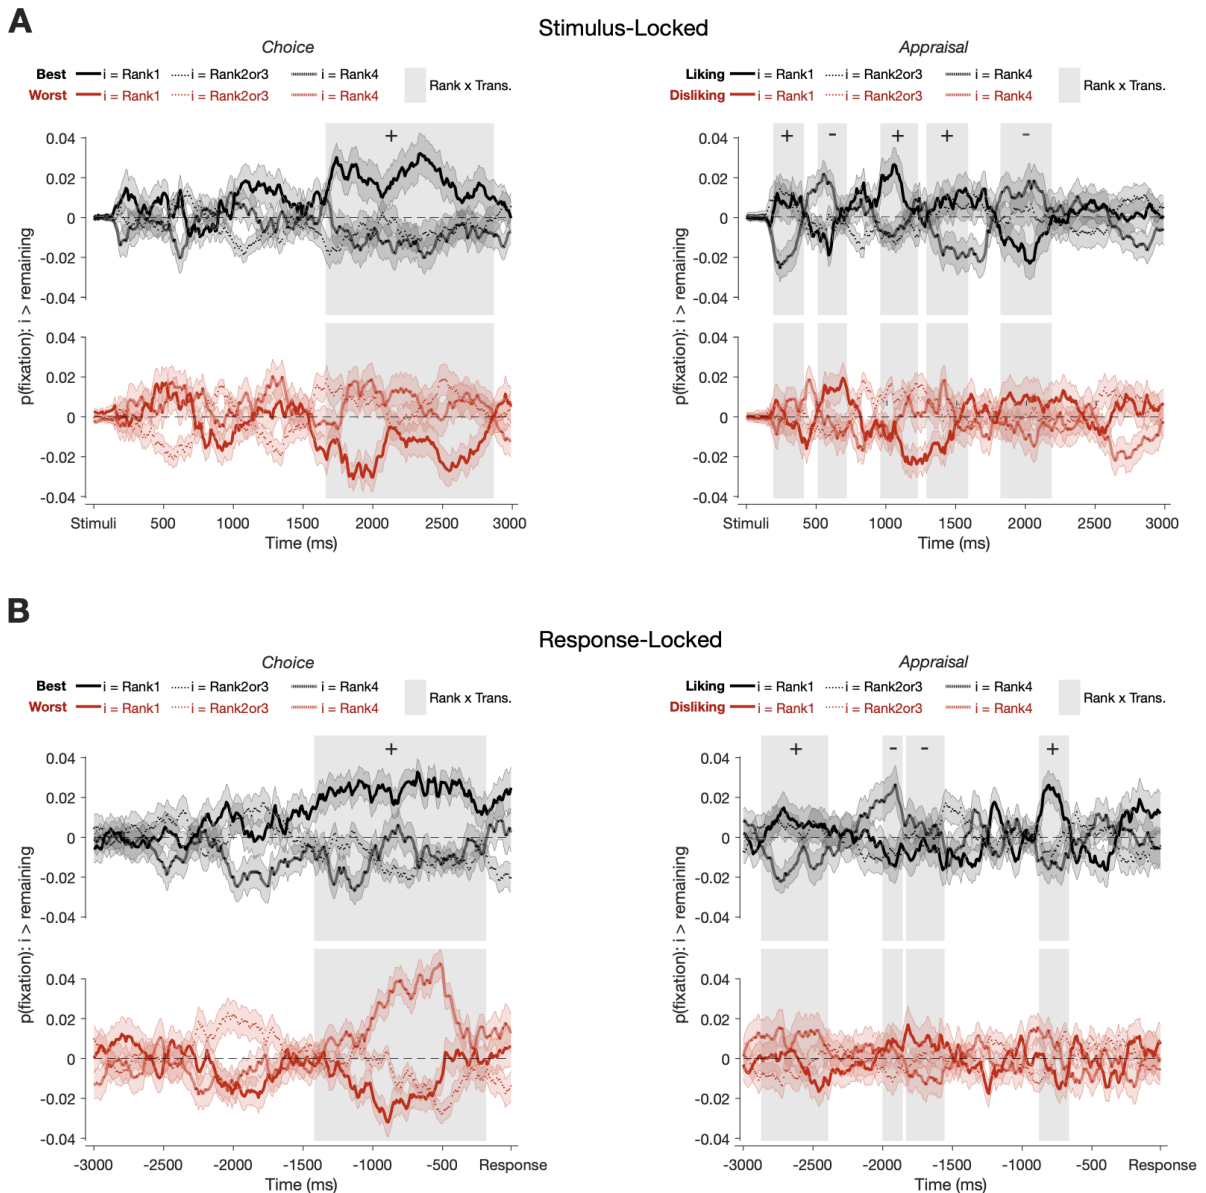 A
Stimulus-Locked
Choice
Best i = Rank1 i = Rank2or3 i = Rank4
Worst i = Rank1 i = Rank2or3 i = Rank4
Rank x Trans.
Appraisal
Liking i = Rank1 i = Rank2or3 i = Rank4
Disliking i = Rank1 i = Rank2or3 i = Rank4
Rank x Trans.
p(fixation): i > remaining
0.04
0.02
0
-0.02
-0.04
+
0.04
0.02
0
-0.02
-0.04
Stimuli 500 1000 1500 2000 2500 3000
Time (ms)
p(fixation): i > remaining
0.04
0.02
0
-0.02
-0.04
+ - + + -
0.04
0.02
0
-0.02
-0.04
Stimuli 500 1000 1500 2000 2500 3000
Time (ms)
B
Response-Locked
Choice
Best i = Rank1 i = Rank2or3 i = Rank4
Worst i = Rank1 i = Rank2or3 i = Rank4
Rank x Trans.
Appraisal
Liking i = Rank1 i = Rank2or3 i = Rank4
Disliking i = Rank1 i = Rank2or3 i = Rank4
Rank x Trans.
p(fixation): i > remaining
0.04
0.02
0
-0.02
-0.04
+
0.04
0.02
0
-0.02
-0.04
-3000 -2500 -2000 -1500 -1000 -500 Response
Time (ms)
p(fixation): i > remaining
0.04
0.02
0
-0.02
-0.04
+ - - +
0.04
0.02
0
-0.02
-0.04
-3000 -2500 -2000 -1500 -1000 -500 Response
Time (ms)